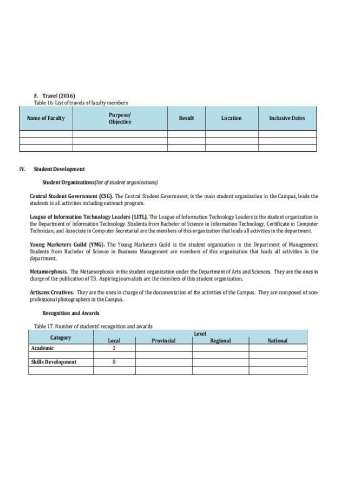 F. Travel (2016)
Table 16. List of travels of faculty members
Name of Faculty Purpose/ Objective Result Location Inclusive Dates
IV. Student Development
Student Organizations(list of student organizations)
Central Student Government (CSG). The Central Student Government, is the main student organization in the Campus, leads the
students in all activities including outreach program.
League of Information Technology Leaders (LITL). The League of Information Technology Leaders is the student organization in
the Department of Information Technology. Students from Bachelor of Science in Information Technology, Certificate in Computer
Technician, and Associate in Computer Secretarial are the members of this organization that leads all activities in the department.
Young Marketers Guild (YMG). The Young Marketers Guild is the student organization in the Department of Management.
Students from Bachelor of Science in Business Management are members of this organization that leads all activities in the
department.
Metamorphosis. The Metamorphosis in the student organization under the Department of Arts and Sciences. They are the ones in
charge of the publication of T3. Aspiring journalists are the members of this student organization.
Artisans Creatives. They are the ones in charge of the documentation of the activities of the Campus. They are composed of non-
professional photographers in the Campus.
Recognition and Awards
Table 17. Number of students' recognition and awards
Category Level
Local Provincial Regional National
Academic 2
Skills Development 0